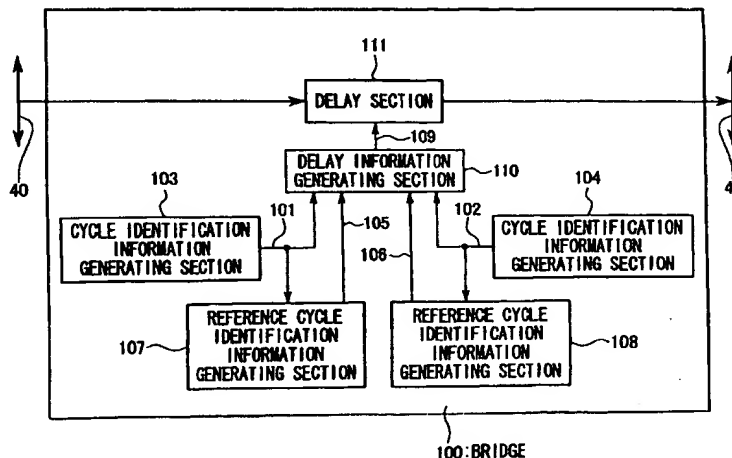 111
DELAY SECTION
109
DELAY INFORMATION
GENERATING SECTION
110
40
103
101
105
102
104
CYCLE IDENTIFICATION
INFORMATION
GENERATING SECTION
106
CYCLE IDENTIFICATION
INFORMATION
GENERATING SECTION
107
REFERENCE CYCLE
IDENTIFICATION
INFORMATION
GENERATING SECTION
REFERENCE CYCLE
IDENTIFICATION
INFORMATION
GENERATING SECTION
108
100:BRIDGE